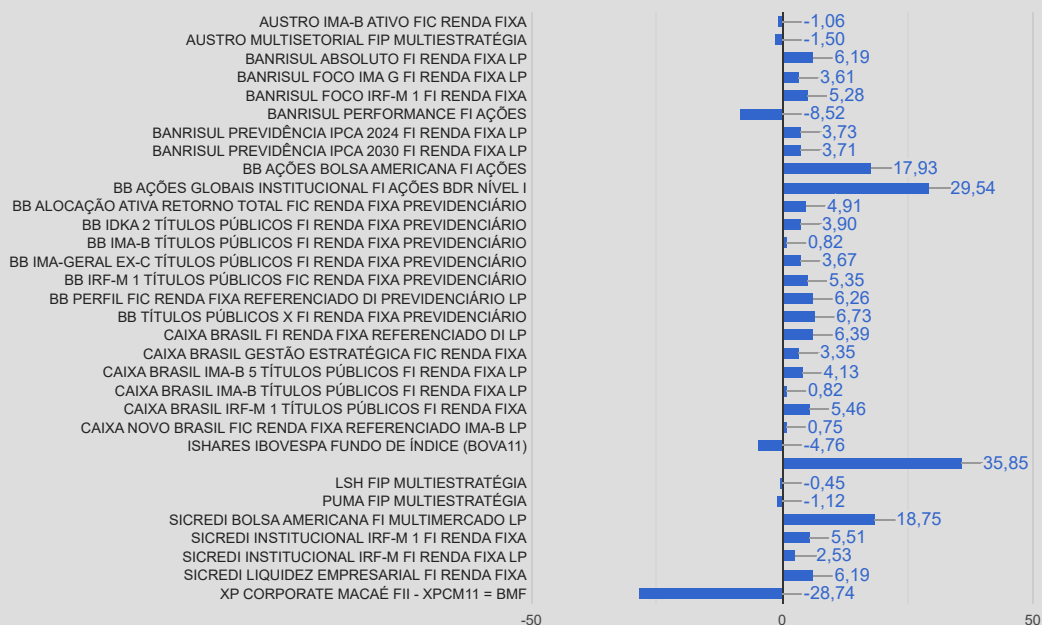 AUSTRO IMA-B ATIVO FIC RENDA FIXA -1,06
AUSTRO MULTISETORIAL FIP MULTIESTRATÉGIA -1,50
BANRISUL ABSOLUTO FI RENDA FIXA LP 6,19
BANRISUL FOCO IMA G FI RENDA FIXA LP 3,61
BANRISUL FOCO IRF-M 1 FI RENDA FIXA 5,28
BANRISUL PERFORMANCE FI AÇÕES -8,52
BANRISUL PREVIDÊNCIA IPCA 2024 FI RENDA FIXA LP 3,73
BANRISUL PREVIDÊNCIA IPCA 2030 FI RENDA FIXA LP 3,71
BB AÇÕES BOLSA AMERICANA FI AÇÕES 17,93
BB AÇÕES GLOBAIS INSTITUCIONAL FI AÇÕES BDR NÍVEL I 29,54
BB ALOCAÇÃO ATIVA RETORNO TOTAL FIC RENDA FIXA PREVIDENCIÁRIO 4,91
BB IDKA 2 TÍTULOS PÚBLICOS FI RENDA FIXA PREVIDENCIÁRIO 3,90
BB IMA-B TÍTULOS PÚBLICOS FI RENDA FIXA PREVIDENCIÁRIO 0,82
BB IMA-GERAL EX-C TÍTULOS PÚBLICOS FI RENDA FIXA PREVIDENCIÁRIO 3,67
BB IRF-M 1 TÍTULOS PÚBLICOS FIC RENDA FIXA PREVIDENCIÁRIO 5,35
BB PERFIL FIC RENDA FIXA REFERENCIADO DI PREVIDENCIÁRIO LP 6,26
BB TÍTULOS PÚBLICOS X FI RENDA FIXA PREVIDENCIÁRIO 6,73
CAIXA BRASIL FI RENDA FIXA REFERENCIADO DI LP 6,39
CAIXA BRASIL GESTÃO ESTRATÉGICA FIC RENDA FIXA 3,35
CAIXA BRASIL IMA-B 5 TÍTULOS PÚBLICOS FI RENDA FIXA LP 4,13
CAIXA BRASIL IMA-B TÍTULOS PÚBLICOS FI RENDA FIXA LP 0,82
CAIXA BRASIL IRF-M 1 TÍTULOS PÚBLICOS FI RENDA FIXA 5,46
CAIXA NOVO BRASIL FIC RENDA FIXA REFERENCIADO IMA-B LP 0,75
ISHARES IBOVESPA FUNDO DE ÍNDICE (BOVA11) -4,76
35,85
LSH FIP MULTIESTRATÉGIA -0,45
PUMA FIP MULTIESTRATÉGIA -1,12
SICREDI BOLSA AMERICANA FI MULTIMERCADO LP 18,75
SICREDI INSTITUCIONAL IRF-M 1 FI RENDA FIXA 5,51
SICREDI INSTITUCIONAL IRF-M FI RENDA FIXA LP 2,53
SICREDI LIQUIDEZ EMPRESARIAL FI RENDA FIXA 6,19
XP CORPORATE MACAÉ FII - XPCM11 = BMF -28,74
-50 0 50